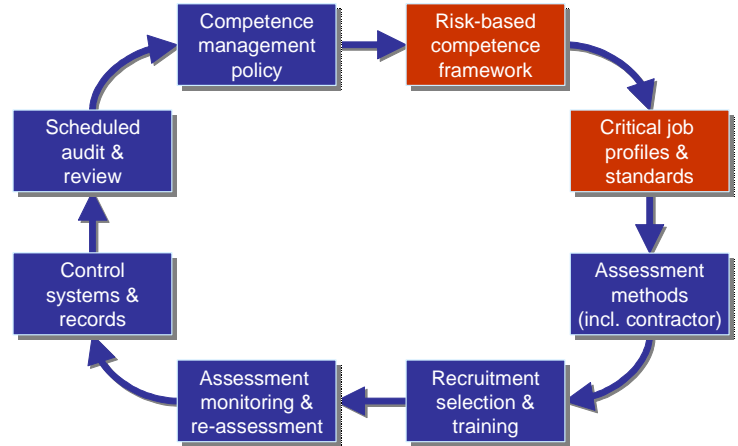 Competence
management
policy
Risk-based
competence
framework
Critical job
profiles &
standards
Assessment
methods
(incl. contractor)
Recruitment
selection &
training
Assessment
monitoring &
re-assessment
Control
systems &
records
Scheduled
audit &
review